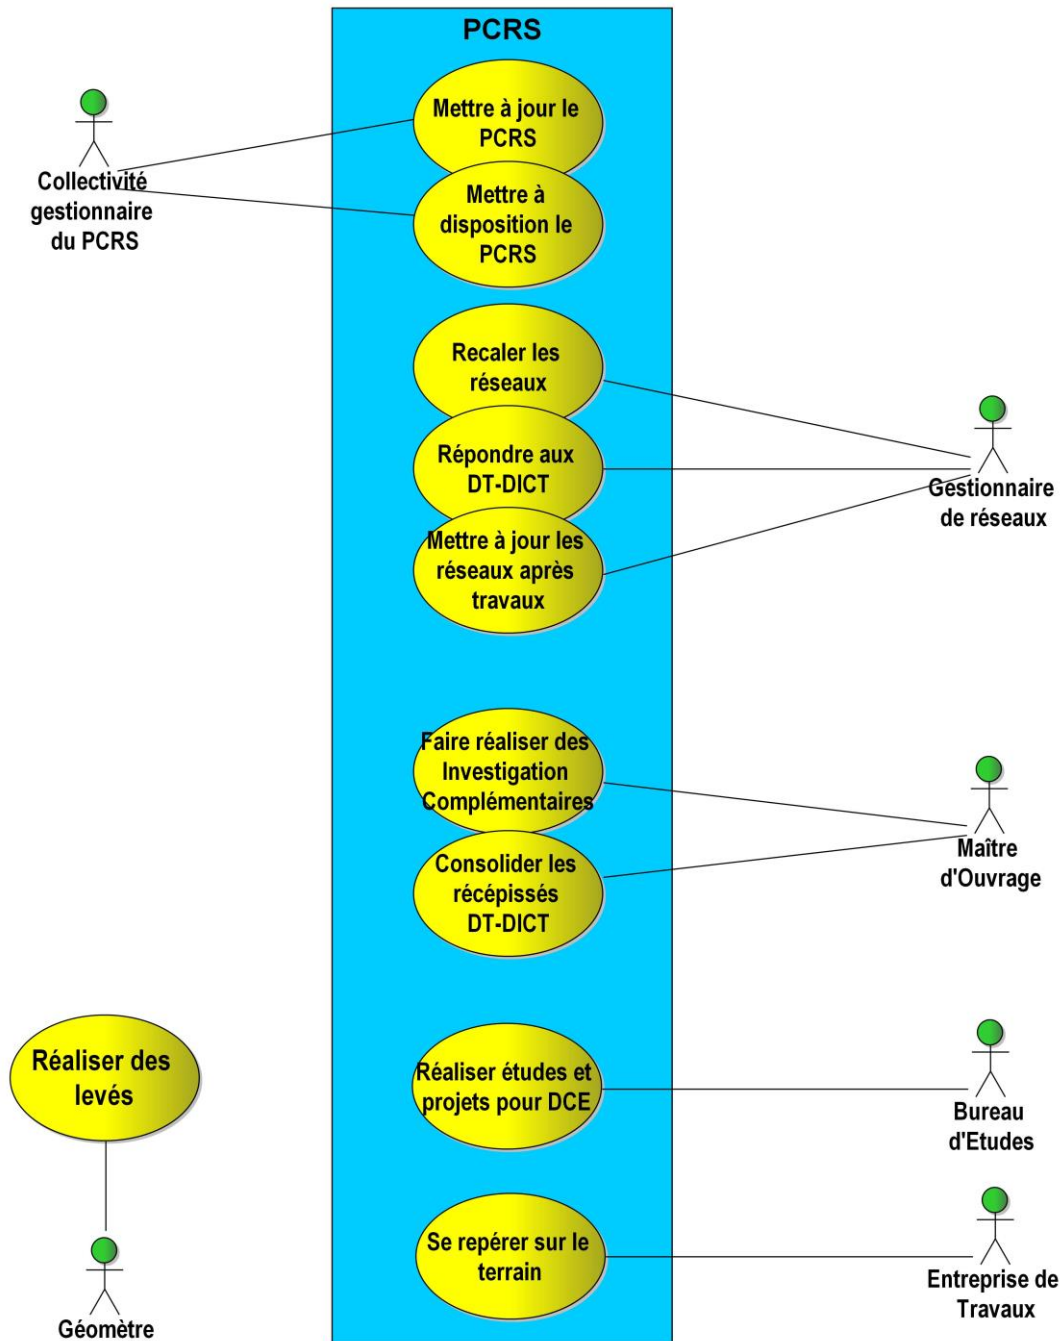 PCRS
Mettre à jour le
PCRS
Collectivité
gestionnaire
du PCRS
Mettre à
disposition le
PCRS
Recaler les
réseaux
Répondre aux
DT-DICT
Gestionnaire
de réseaux
Mettre à jour les
réseaux après
travaux
Faire réaliser des
Investigation
Complémentaires
Maître
d'Ouvrage
Consolider les
récépissés
DT-DICT
Réaliser des
levés
Réaliser études et
projets pour DCE
Bureau
d'Etudes
Se repérer sur le
terrain
Entreprise de
Travaux
Géomètre